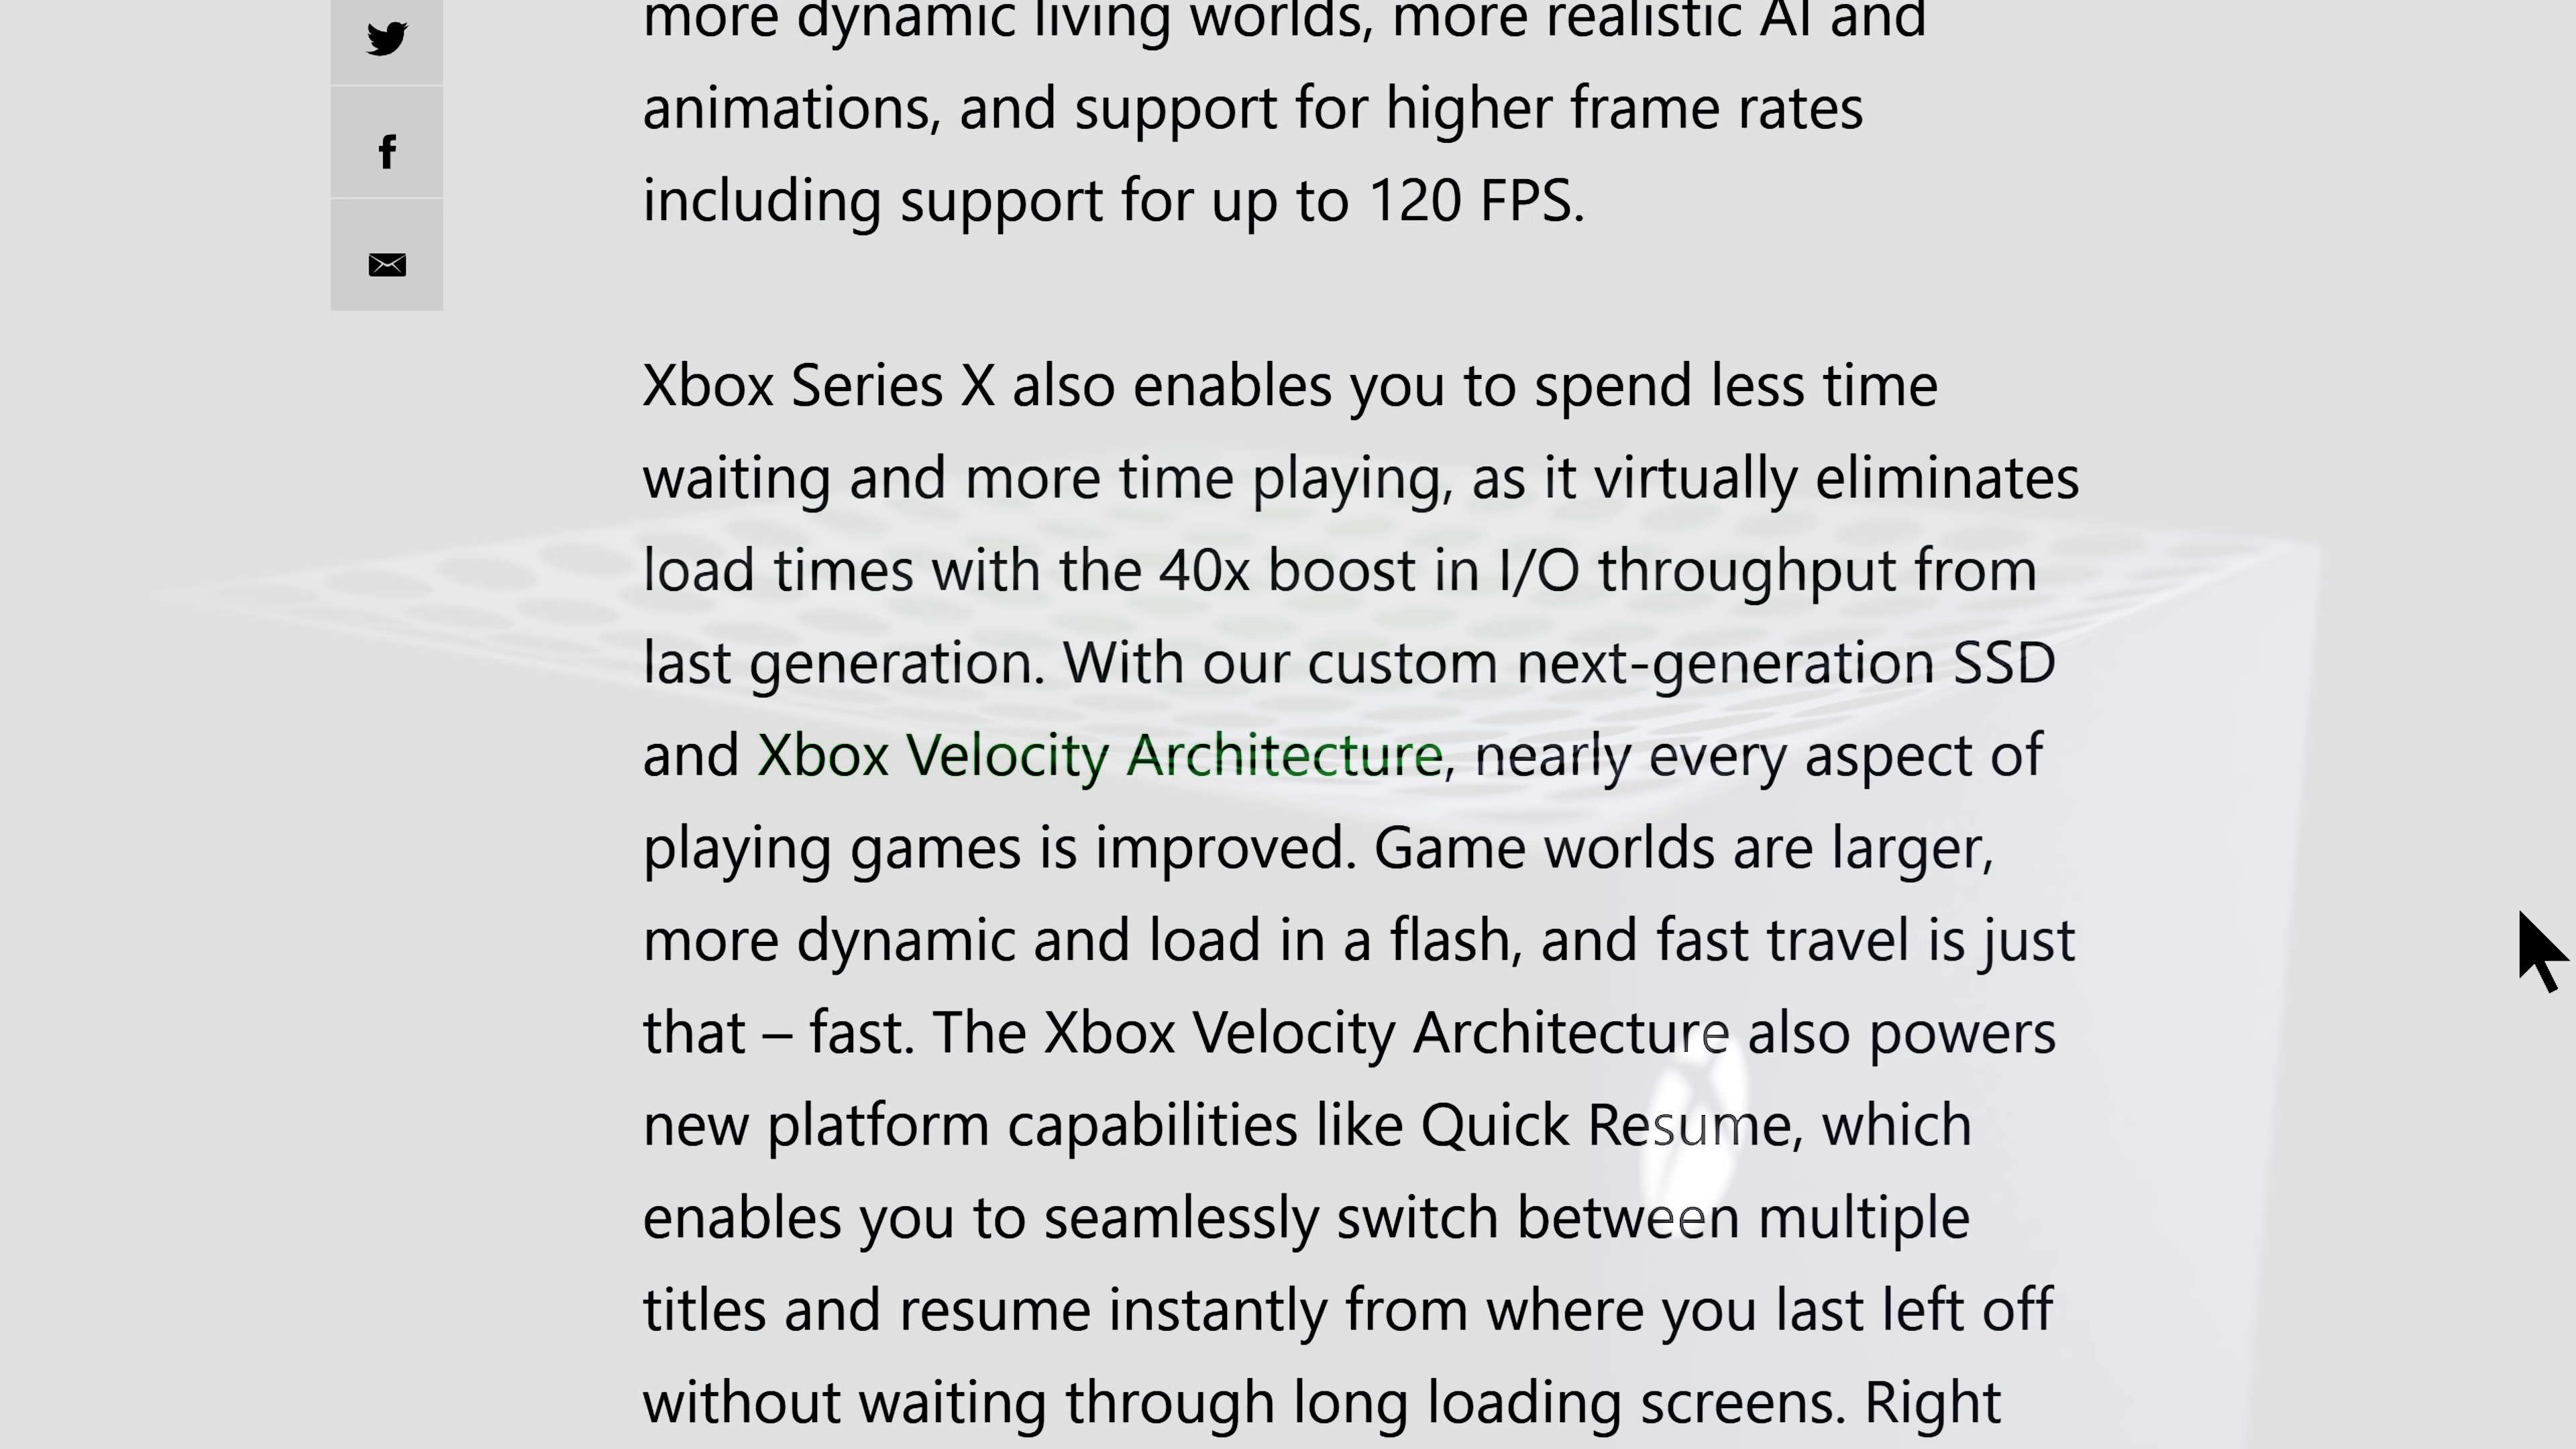 more dynamic living worlds, more realistic AI and
animations, and support for higher frame rates
including support for up to 120 FPS.
Xbox Series X also enables you to spend less time
waiting and more time playing, as it virtually eliminates
load times with the 40x boost in I/O throughput from
last generation. With our custom next-generation SSD
and Xbox Velocity Architecture, nearly every aspect of
playing games is improved. Game worlds are larger,
more dynamic and load in a flash, and fast travel is just
that – fast. The Xbox Velocity Architecture also powers
new platform capabilities like Quick Resume, which
enables you to seamlessly switch between multiple
titles and resume instantly from where you last left off
without waiting through long loading screens. Right